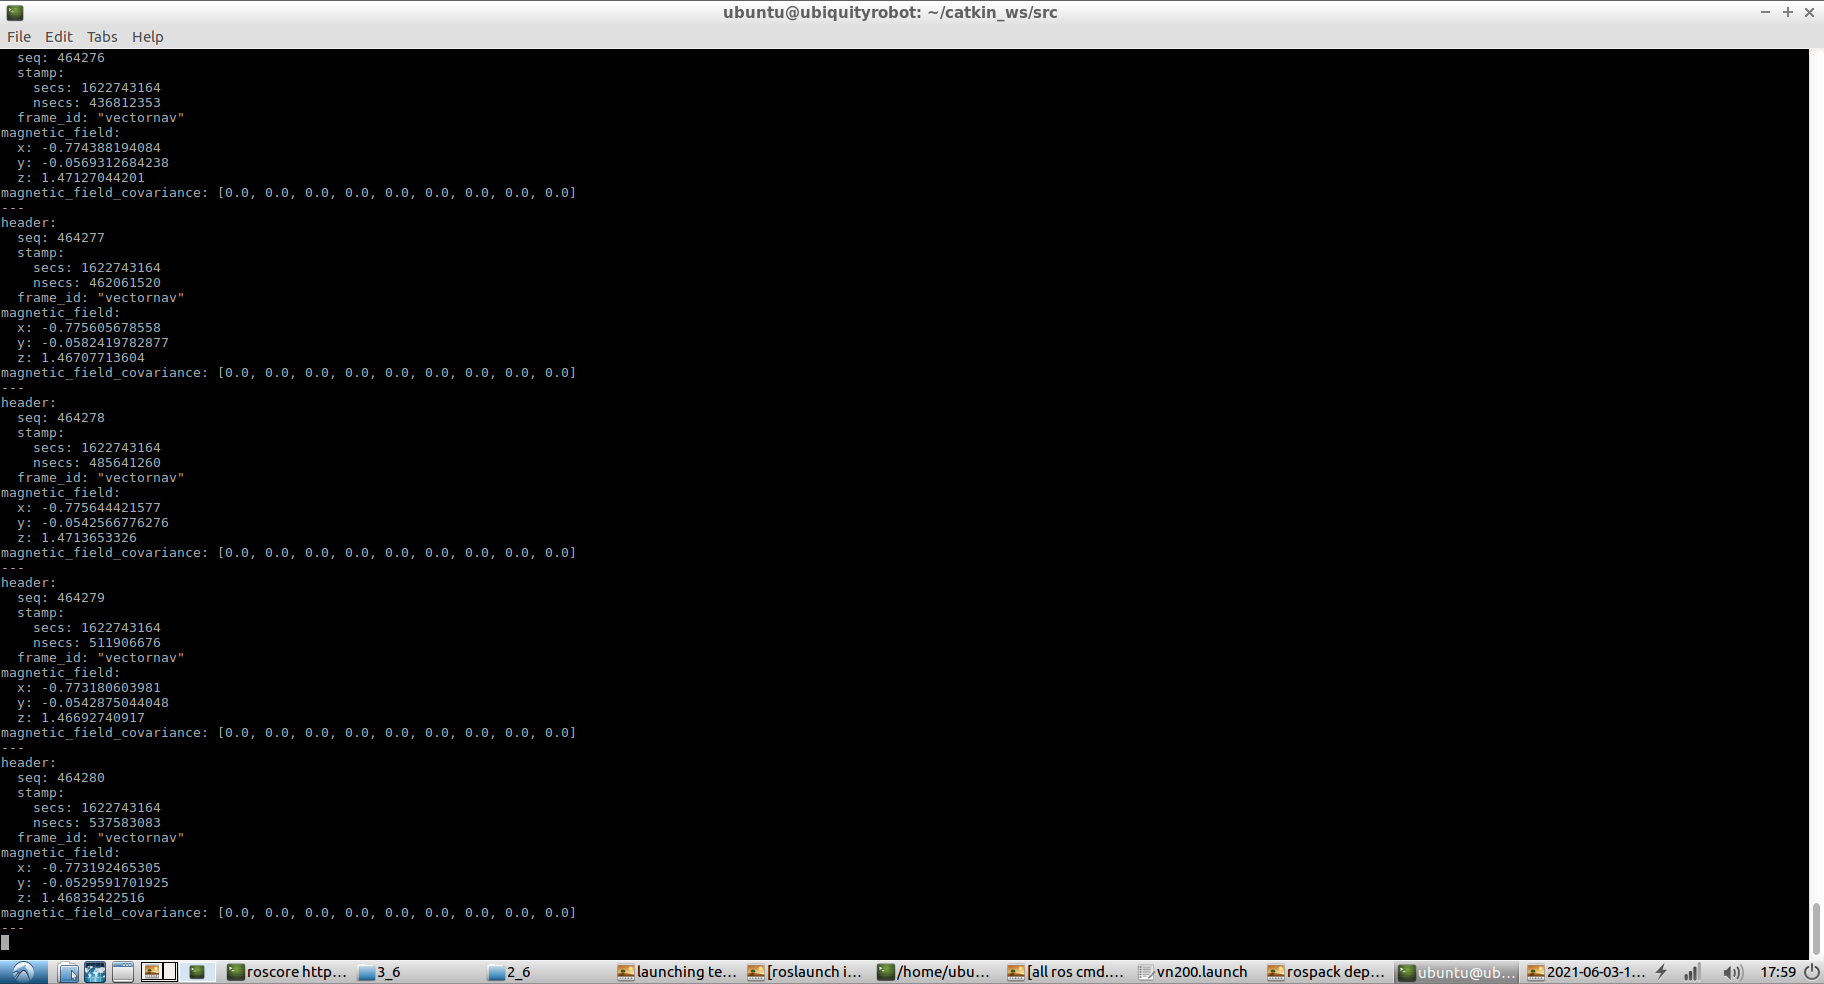 ubuntu@ubiquityrobot: ~/catkin_ws/src
File Edit Tabs Help
  seq: 464276
  stamp:
    secs: 1622743164
    nsecs: 436812353
  frame_id: "vectornav"
magnetic_field:
  x: -0.774388194084
  y: -0.0569312684238
  z: 1.47127044201
magnetic_field_covariance: [0.0, 0.0, 0.0, 0.0, 0.0, 0.0, 0.0, 0.0, 0.0]
---
header:
  seq: 464277
  stamp:
    secs: 1622743164
    nsecs: 462061520
  frame_id: "vectornav"
magnetic_field:
  x: -0.775605678558
  y: -0.0582419782877
  z: 1.46707713604
magnetic_field_covariance: [0.0, 0.0, 0.0, 0.0, 0.0, 0.0, 0.0, 0.0, 0.0]
---
header:
  seq: 464278
  stamp:
    secs: 1622743164
    nsecs: 485641260
  frame_id: "vectornav"
magnetic_field:
  x: -0.775644421577
  y: -0.0542566776276
  z: 1.4713653326
magnetic_field_covariance: [0.0, 0.0, 0.0, 0.0, 0.0, 0.0, 0.0, 0.0, 0.0]
---
header:
  seq: 464279
  stamp:
    secs: 1622743164
    nsecs: 511906676
  frame_id: "vectornav"
magnetic_field:
  x: -0.773180603981
  y: -0.0542875044048
  z: 1.46692740917
magnetic_field_covariance: [0.0, 0.0, 0.0, 0.0, 0.0, 0.0, 0.0, 0.0, 0.0]
---
header:
  seq: 464280
  stamp:
    secs: 1622743164
    nsecs: 537583083
  frame_id: "vectornav"
magnetic_field:
  x: -0.773192465305
  y: -0.0529591701925
  z: 1.46835422516
magnetic_field_covariance: [0.0, 0.0, 0.0, 0.0, 0.0, 0.0, 0.0, 0.0, 0.0]
---
roscore http... 3_6 2_6 launching te... [roslaunch i... /home/ubu... [all ros cmd.... vn200.launch rospack dep... ubuntu@ub... 2021-06-03-1... 17:59